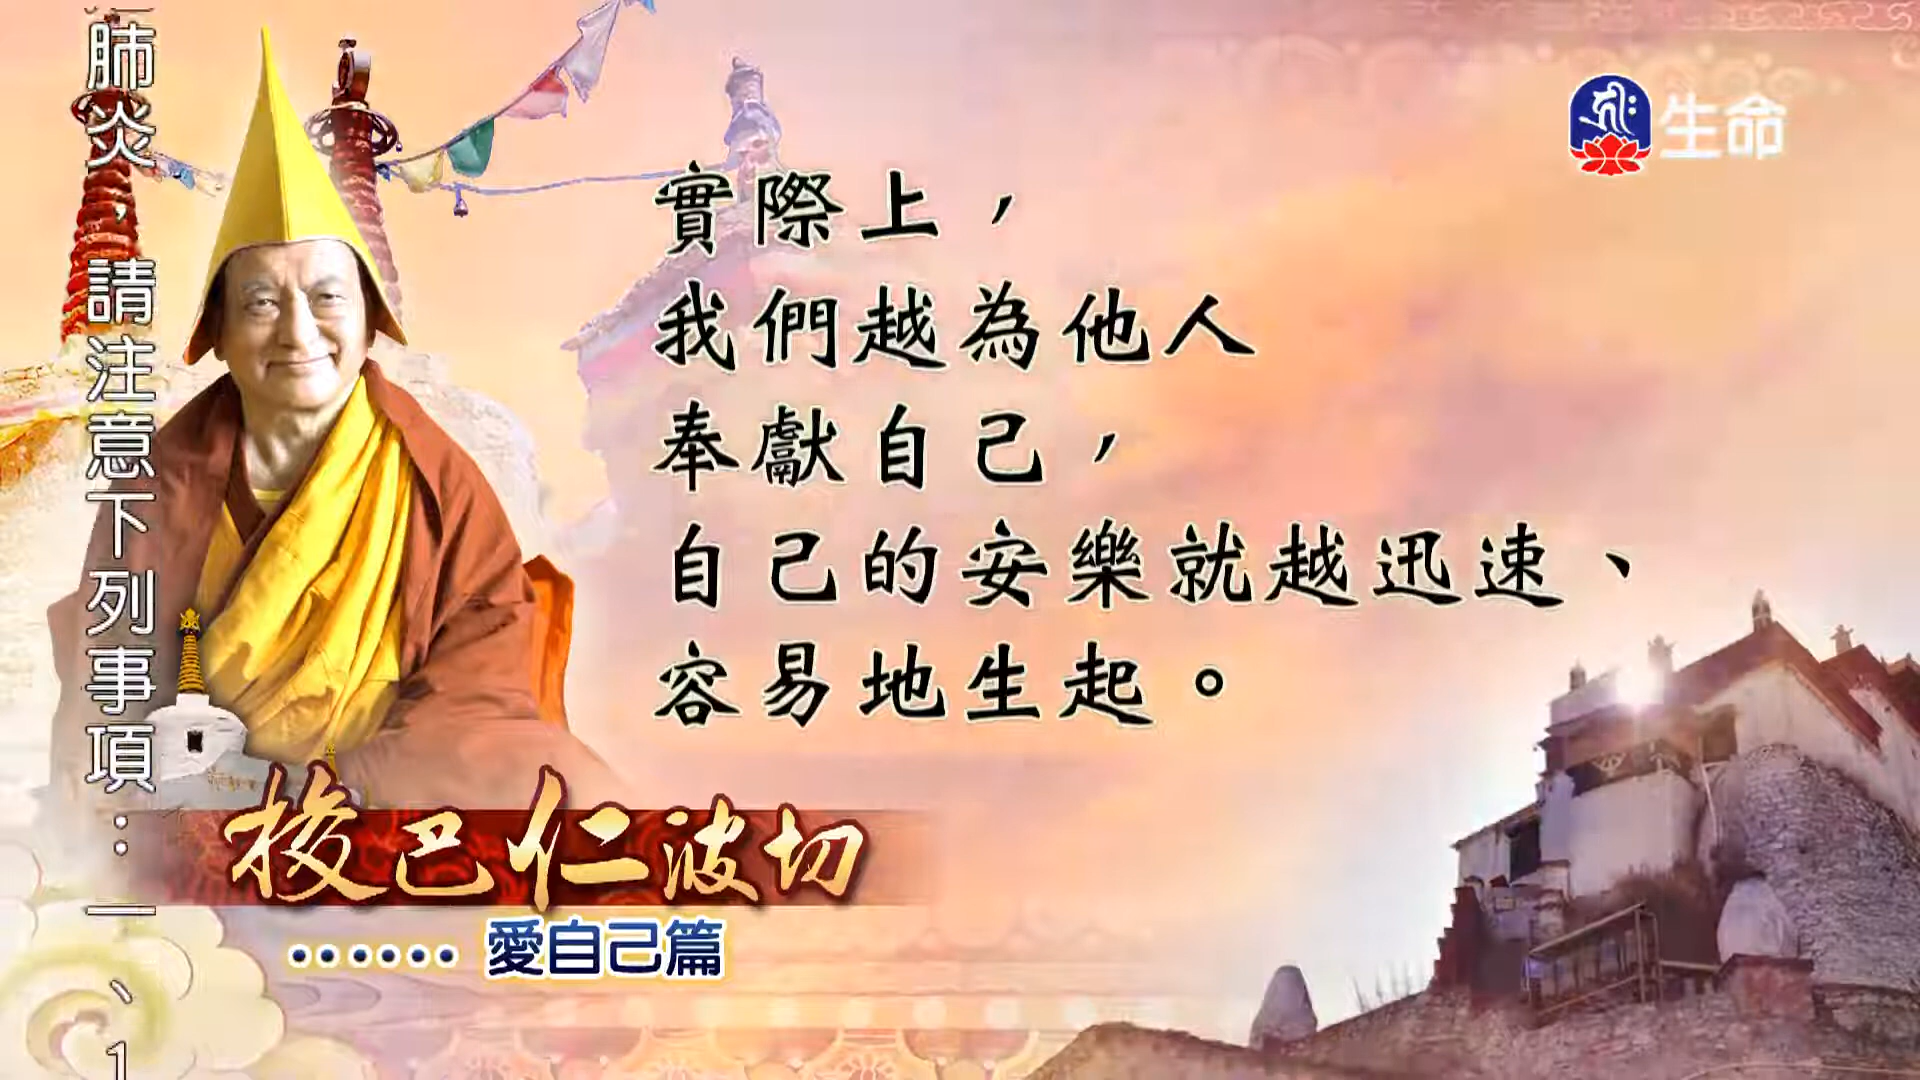 肺炎，請注意下列事項：一、1
生命
實際上，
我們越為他人
奉獻自己，
自己的安樂就越迅速、
容易地生起。
梭巴仁波切
······愛自己篇